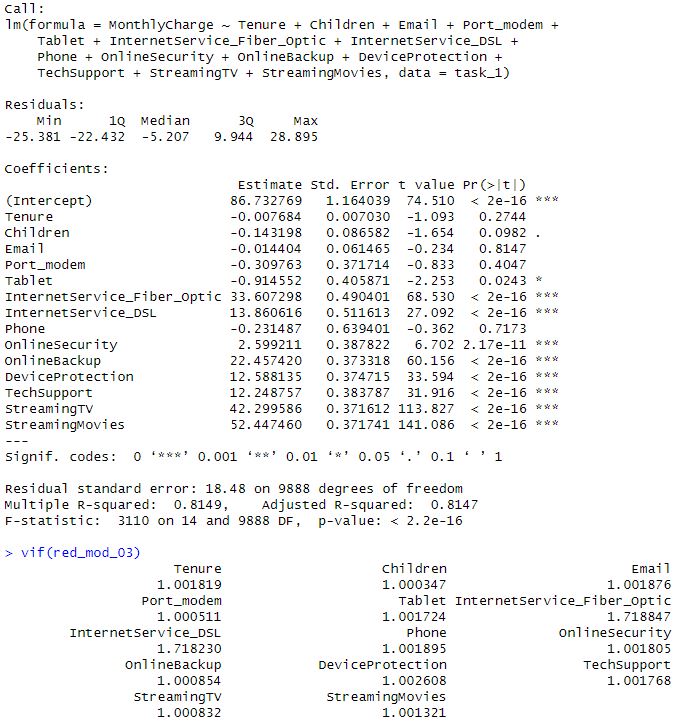 Call:
lm(formula = MonthlyCharge ~ Tenure + Children + Email + Port_modem +
    Tablet + InternetService_Fiber_Optic + InternetService_DSL +
    Phone + OnlineSecurity + OnlineBackup + DeviceProtection +
    TechSupport + StreamingTV + StreamingMovies, data = task_1)

Residuals:
    Min      1Q  Median      3Q     Max
-25.381 -22.432  -5.207   9.944  28.895

Coefficients:
                             Estimate Std. Error t value Pr(>|t|)
(Intercept)                 86.732769   1.164039  74.510  < 2e-16 ***
Tenure                      -0.007684   0.007030  -1.093   0.2744
Children                    -0.143198   0.086582  -1.654   0.0982 .
Email                       -0.014404   0.061465  -0.234   0.8147
Port_modem                  -0.309763   0.371714  -0.833   0.4047
Tablet                      -0.914552   0.405871  -2.253   0.0243 *
InternetService_Fiber_Optic 33.607298   0.490401  68.530  < 2e-16 ***
InternetService_DSL         13.860616   0.511613  27.092  < 2e-16 ***
Phone                       -0.231487   0.639401  -0.362   0.7173
OnlineSecurity               2.599211   0.387822   6.702 2.17e-11 ***
OnlineBackup                22.457420   0.373318  60.156  < 2e-16 ***
DeviceProtection            12.588135   0.374715  33.594  < 2e-16 ***
TechSupport                 12.248757   0.383787  31.916  < 2e-16 ***
StreamingTV                 42.299586   0.371612 113.827  < 2e-16 ***
StreamingMovies             52.447460   0.371741 141.086  < 2e-16 ***
---
Signif. codes:  0 ‘***’ 0.001 ‘**’ 0.01 ‘*’ 0.05 ‘.’ 0.1 ‘ ’ 1

Residual standard error: 18.48 on 9888 degrees of freedom
Multiple R-squared:  0.8149,    Adjusted R-squared:  0.8147
F-statistic:  3110 on 14 and 9888 DF,  p-value: < 2.2e-16

> vif(red_mod_03)
                     Tenure                    Children                       Email
                   1.001819                    1.000347                    1.001876
                 Port_modem                      Tablet InternetService_Fiber_Optic
                   1.000511                    1.001724                    1.718847
        InternetService_DSL                       Phone              OnlineSecurity
                   1.718230                    1.001895                    1.001805
               OnlineBackup            DeviceProtection                 TechSupport
                   1.000854                    1.002608                    1.001768
                StreamingTV             StreamingMovies
                   1.000832                    1.001321